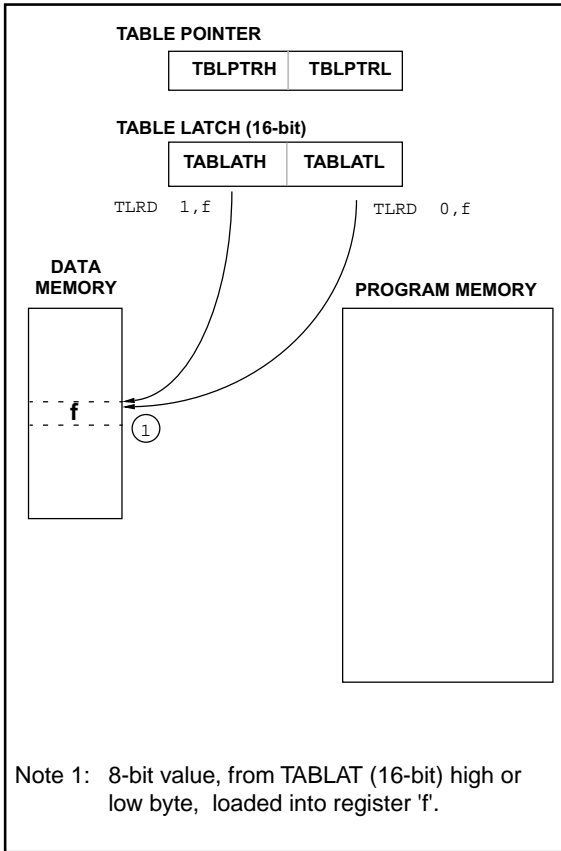 TABLE POINTER
TBLPTRH TBLPTRL
TABLE LATCH (16-bit)
TABLATH TABLATL
TLRD 1,f TLRD 0,f
DATA
MEMORY
PROGRAM MEMORY
f
1
Note 1: 8-bit value, from TABLAT (16-bit) high or
low byte, loaded into register 'f'.